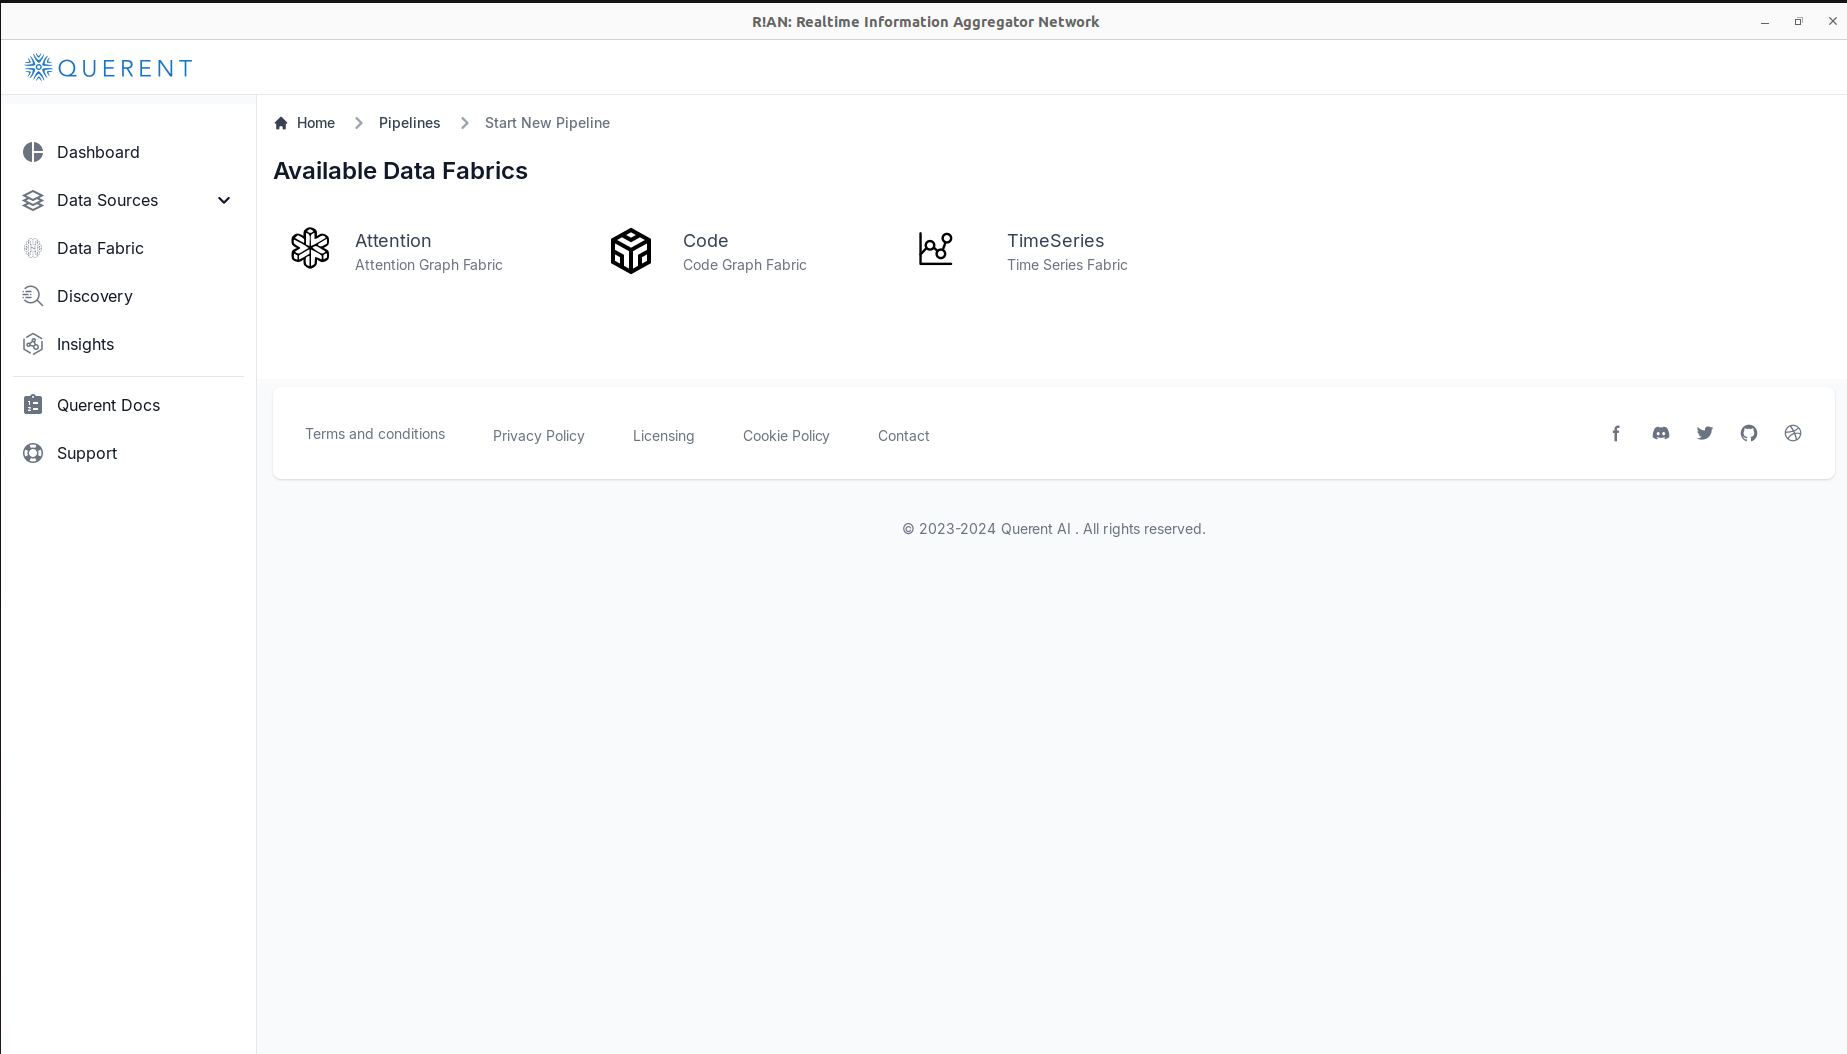 R!AN: Realtime Information Aggregator Network
QUERENT
Dashboard
Data Sources
Data Fabric
Discovery
Insights
Querent Docs
Support
Home Pipelines Start New Pipeline
Available Data Fabrics
Attention
Attention Graph Fabric
Code
Code Graph Fabric
TimeSeries
Time Series Fabric
Terms and conditions Privacy Policy Licensing Cookie Policy Contact
© 2023-2024 Querent AI . All rights reserved.